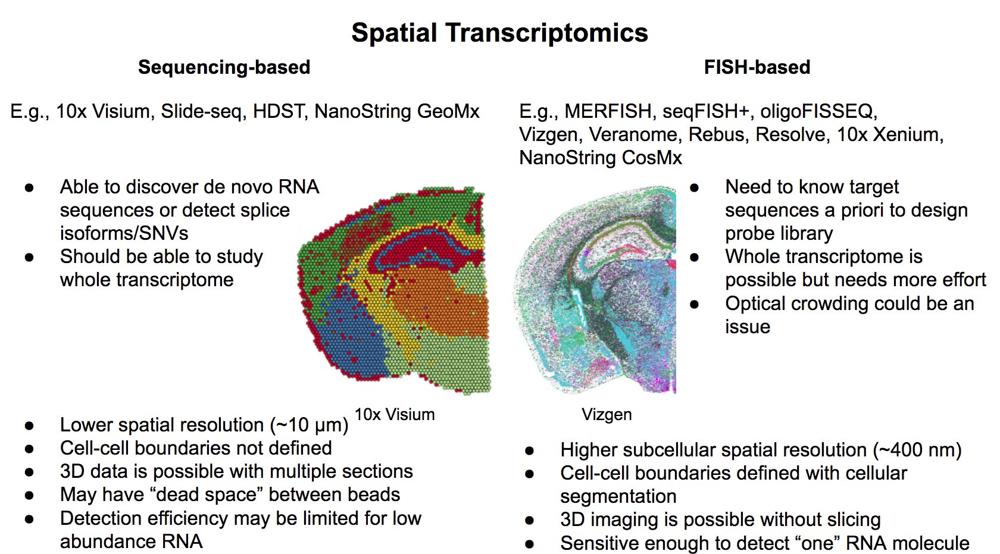 Spatial Transcriptomics
Sequencing-based
E.g., 10x Visium, Slide-seq, HDST, NanoString GeoMx
● Able to discover de novo RNA
sequences or detect splice
isoforms/SNVs
● Should be able to study
whole transcriptome
10x Visium
● Lower spatial resolution (~10 μm)
● Cell-cell boundaries not defined
● 3D data is possible with multiple sections
● May have “dead space” between beads
● Detection efficiency may be limited for low
abundance RNA
FISH-based
E.g., MERFISH, seqFISH+, oligoFISSEQ,
Vizgen, Veranome, Rebus, Resolve, 10x Xenium,
NanoString CosMx
● Need to know target
sequences a priori to design
probe library
● Whole transcriptome is
possible but needs more effort
● Optical crowding could be an
issue
Vizgen
● Higher subcellular spatial resolution (~400 nm)
● Cell-cell boundaries defined with cellular
segmentation
● 3D imaging is possible without slicing
● Sensitive enough to detect “one” RNA molecule